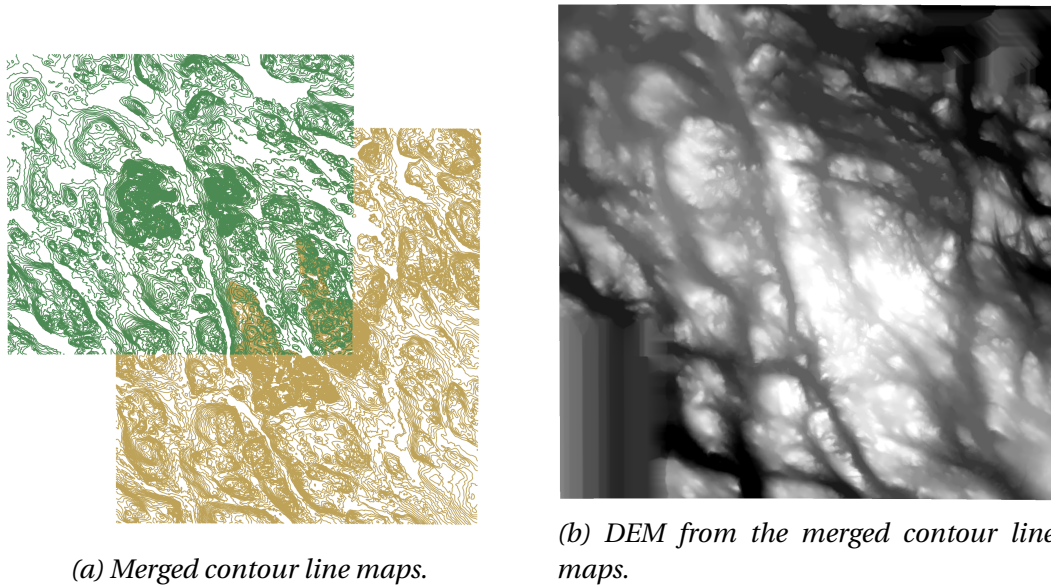 (a) Merged contour line maps.
(b) DEM from the merged contour line
maps.